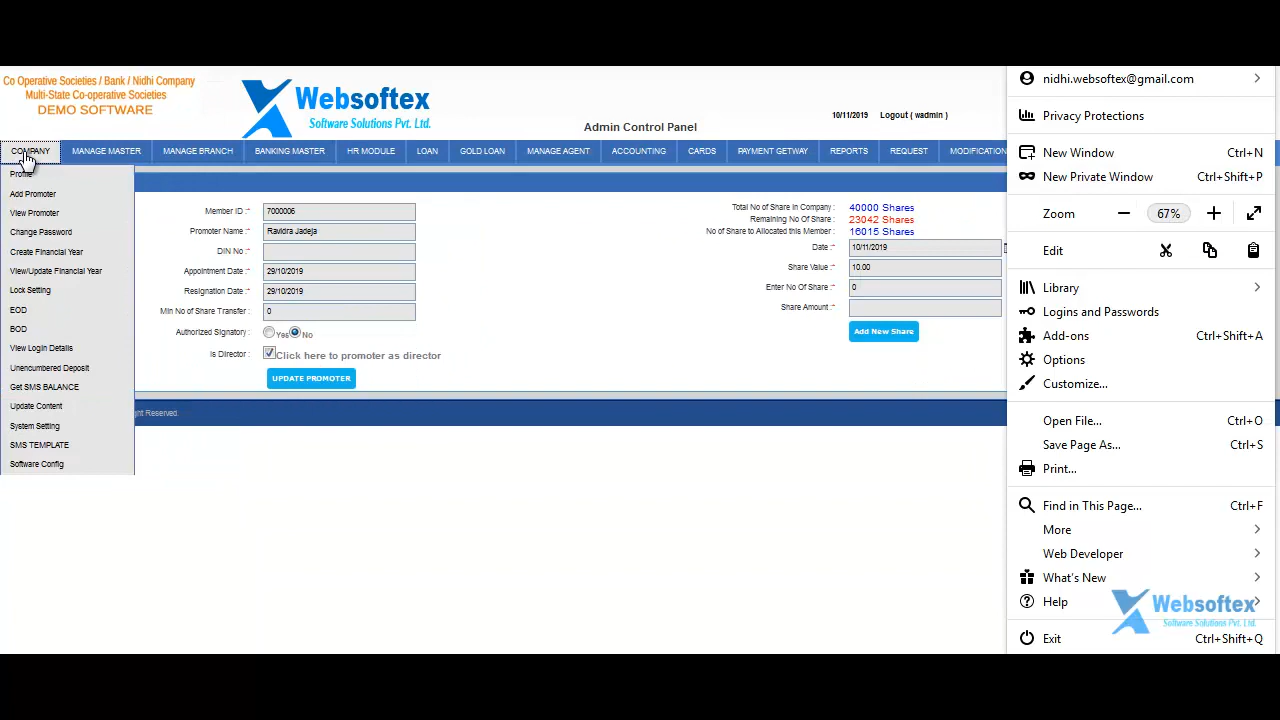 Co Operative Societies / Bank / Nidhi Company
Multi-State Co-operative Societies
DEMO SOFTWARE
Websoftex
Software Solutions Pvt. Ltd.
Admin Control Panel
10/11/2019 Logout ( wadmin )
COMPANY MANAGE MASTER MANAGE BRANCH BANKING MASTER HR MODULE LOAN GOLD LOAN MANAGE AGENT ACCOUNTING CARDS PAYMENT GETWAY REPORTS REQUEST MODIFICATION
Profile
Add Promoter
View Promoter
Change Password
Create Financial Year
View/Update Financial Year
Lock Setting
EOD
BOD
View Login Details
Unencumbered Deposit
Get SMS BALANCE
Update Content
System Setting
SMS TEMPLATE
Software Config
Member ID :* 7000006
Promoter Name :* Ravidra Jadeja
DIN No :*
Appointment Date :* 29/10/2019
Resignation Date :* 29/10/2019
Min No of Share Transfer :* 0
Authorized Signatory : Yes No
Is Director : Click here to promoter as director
UPDATE PROMOTER
Total No of Share in Company : 40000 Shares
Remaining No Of Share : 23042 Shares
No of Share to Allocated this Member : 16015 Shares
Date :* 10/11/2019
Share Value :* 10.00
Enter No Of Share :* 0
Share Amount :*
Add New Share
ght Reserved.
nidhi.websoftex@gmail.com
Privacy Protections
New Window Ctrl+N
New Private Window Ctrl+Shift+P
Zoom 67%
Edit
Library
Logins and Passwords
Add-ons Ctrl+Shift+A
Options
Customize...
Open File... Ctrl+O
Save Page As... Ctrl+S
Print...
Find in This Page... Ctrl+F
More
Web Developer
What's New
Help
Websoftex
Software Solutions Pvt. Ltd.
Exit Ctrl+Shift+Q